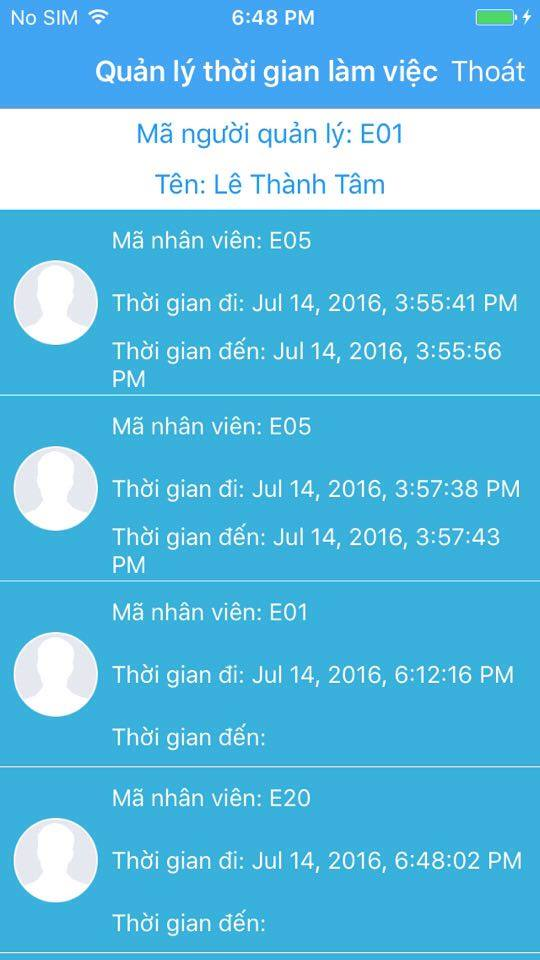 No SIM 6:48 PM
Quản lý thời gian làm việc Thoát
Mã người quản lý: E01
Tên: Lê Thành Tâm
Mã nhân viên: E05
Thời gian đi: Jul 14, 2016, 3:55:41 PM
Thời gian đến: Jul 14, 2016, 3:55:56
PM
Mã nhân viên: E05
Thời gian đi: Jul 14, 2016, 3:57:38 PM
Thời gian đến: Jul 14, 2016, 3:57:43
PM
Mã nhân viên: E01
Thời gian đi: Jul 14, 2016, 6:12:16 PM
Thời gian đến:
Mã nhân viên: E20
Thời gian đi: Jul 14, 2016, 6:48:02 PM
Thời gian đến: